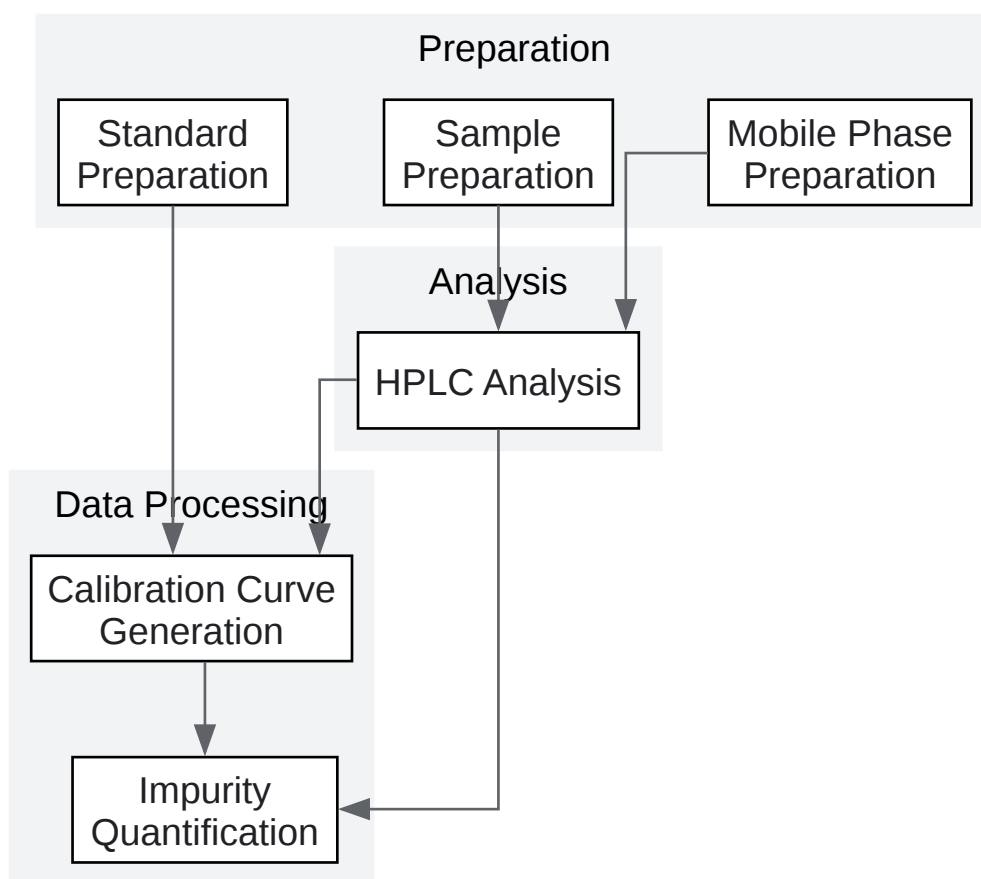 Preparation
Standard
Preparation
Sample
Preparation
Mobile Phase
Preparation
Analysis
HPLC Analysis
Data Processing
Calibration Curve
Generation
Impurity
Quantification